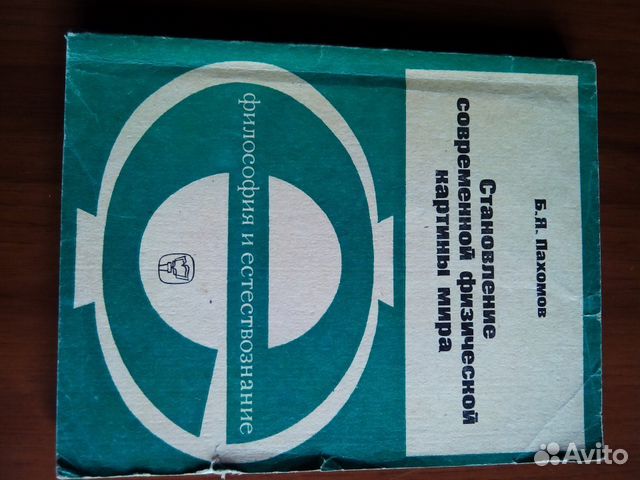 Б.Я. Пахомов
Становление
современной физической
картины мира
философия и естествознание
Avito